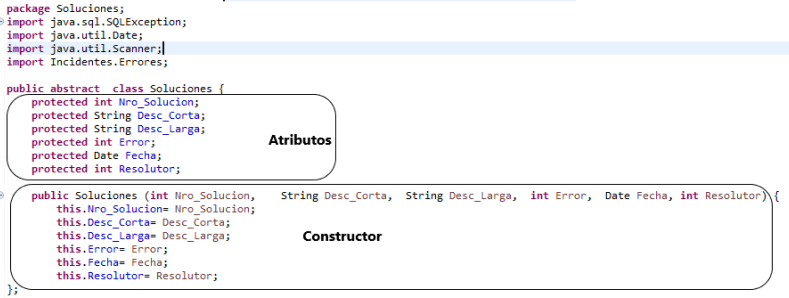 package Soluciones;
import java.sql.SQLException;
import java.util.Date;
import java.util.Scanner;
import Incidentes.Errores;
public abstract  class Soluciones {
    protected int Nro_Solucion;
    protected String Desc_Corta;
    protected String Desc_Larga;
    protected int Error;
    protected Date Fecha;
    protected int Resolutor;
Atributos
    public Soluciones (int Nro_Solucion,    String Desc_Corta,  String Desc_Larga,  int Error,  Date Fecha, int Resolutor) {
        this.Nro_Solucion= Nro_Solucion;
        this.Desc_Corta= Desc_Corta;
        this.Desc_Larga= Desc_Larga;
        this.Error= Error;
        this.Fecha= Fecha;
        this.Resolutor= Resolutor;
Constructor
};